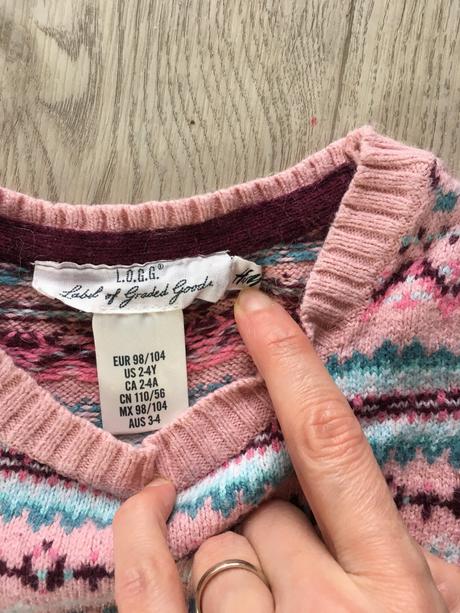 L.O.G.G.®
Label of Graded Goods
EUR 98/104
US 2-4Y
CA 2-4A
CN 110/56
MX 98/104
AUS 3-4